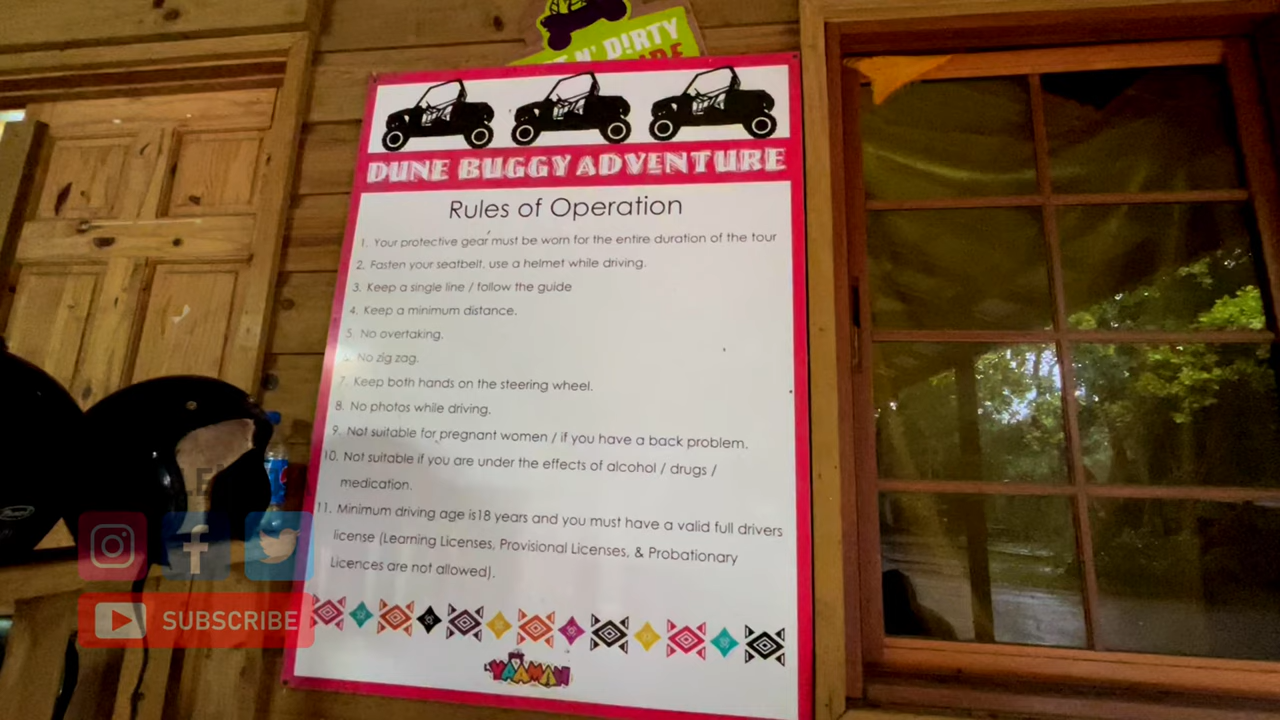 N' D!RTY
DUNE BUGGY ADVENTURE
Rules of Operation
1. Your protective gear must be worn for the entire duration of the tour
2. Fasten your seatbelt, use a helmet while driving.
3. Keep a single line / follow the guide
4. Keep a minimum distance.
5. No overtaking.
6. No zig zag.
7. Keep both hands on the steering wheel.
8. No photos while driving.
9. Not suitable for pregnant women / if you have a back problem.
10. Not suitable if you are under the effects of alcohol / drugs /
medication.
11. Minimum driving age is18 years and you must have a valid full drivers
license (Learning Licenses, Provisional Licenses, & Probationary
Licences are not allowed).
YAAMAN
SUBSCRIBE